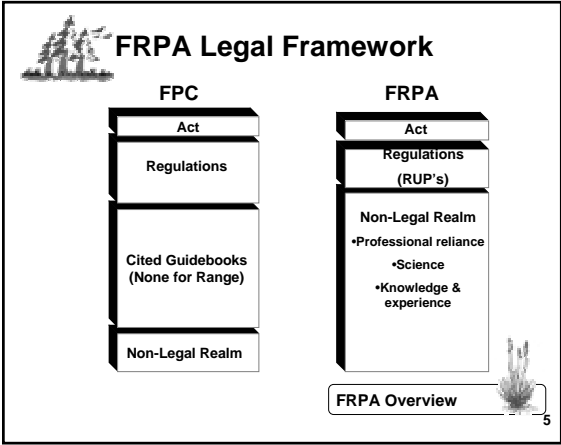 FRPA Legal Framework
FPC
Act
Regulations
Cited Guidebooks
(None for Range)
Non-Legal Realm
FRPA
Act
Regulations
(RUP's)
Non-Legal Realm
•Professional reliance
•Science
•Knowledge &
experience
FRPA Overview
5